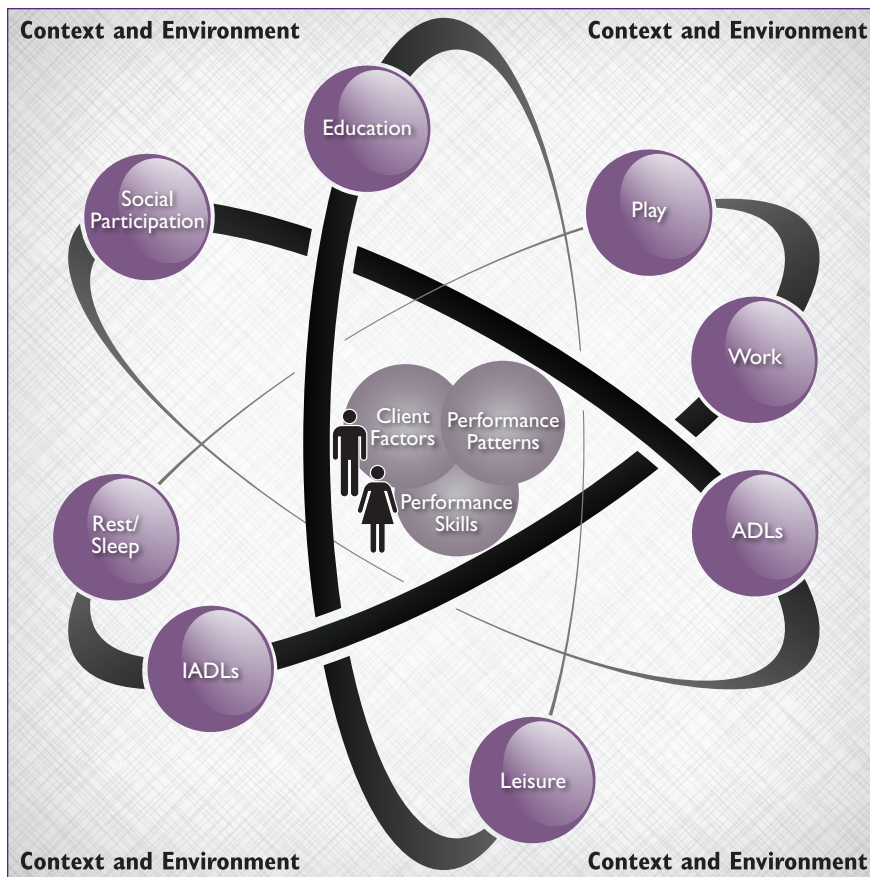 Context and Environment
Context and Environment
Education
Social
Participation
Play
Work
Client
Factors
Performance
Patterns
Performance
Skills
Rest/
Sleep
ADLs
IADLs
Leisure
Context and Environment
Context and Environment